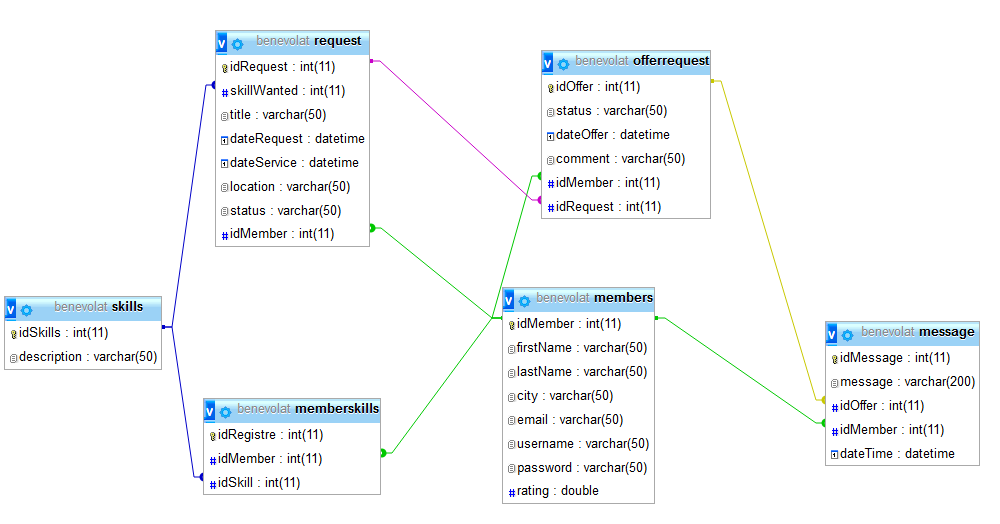 benevolat request
idRequest : int(11)
skillWanted : int(11)
title : varchar(50)
dateRequest : datetime
dateService : datetime
location : varchar(50)
status : varchar(50)
idMember : int(11)
benevolat offerrequest
idOffer : int(11)
status : varchar(50)
dateOffer : datetime
comment : varchar(50)
idMember : int(11)
idRequest : int(11)
benevolat skills
idSkills : int(11)
description : varchar(50)
benevolat members
idMember : int(11)
firstName : varchar(50)
lastName : varchar(50)
city : varchar(50)
email : varchar(50)
username : varchar(50)
password : varchar(50)
rating : double
benevolat message
idMessage : int(11)
message : varchar(200)
idOffer : int(11)
idMember : int(11)
dateTime : datetime
benevolat memberskills
idRegistre : int(11)
idMember : int(11)
idSkill : int(11)